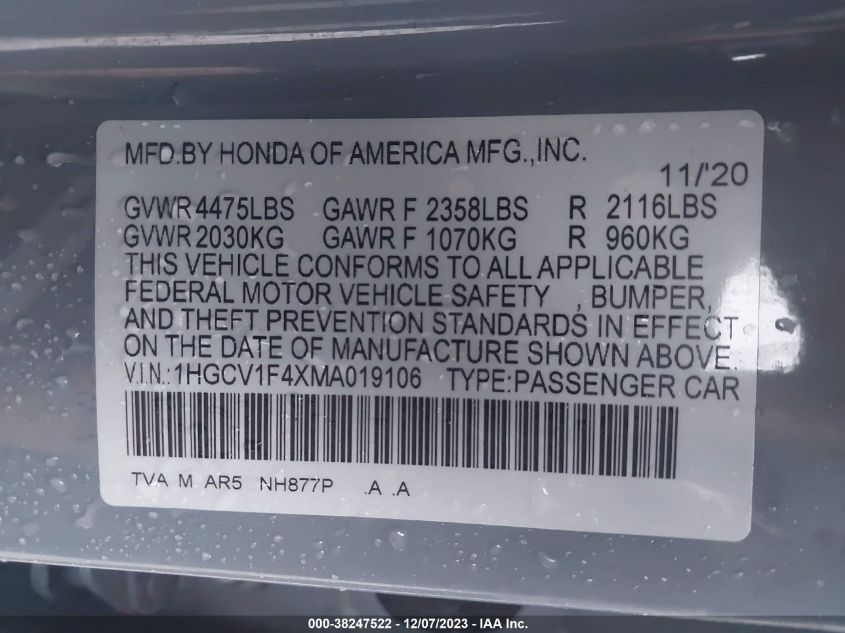 MFD.BY HONDA OF AMERICA MFG.,INC.
11/'20
GVWR 4475LBS GAWR F 2358LBS R 2116LBS
GVWR 2030KG GAWR F 1070KG R 960KG
THIS VEHICLE CONFORMS TO ALL APPLICABLE
FEDERAL MOTOR VEHICLE SAFETY , BUMPER,
AND THEFT PREVENTION STANDARDS IN EFFECT
ON THE DATE OF MANUFACTURE SHOWN ABOVE.
V.I.N.:1HGCV1F4XMA019106 TYPE:PASSENGER CAR
TVA M AR5 NH877P .A .A
000-38247522 - 12/07/2023 - IAA Inc.